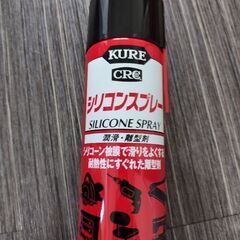 KURE
CRC
シリコンスプレー
SILICONE SPRAY
潤滑・離型剤
シリコーン被膜で滑りをよくする
耐熱性にすぐれた離型剤